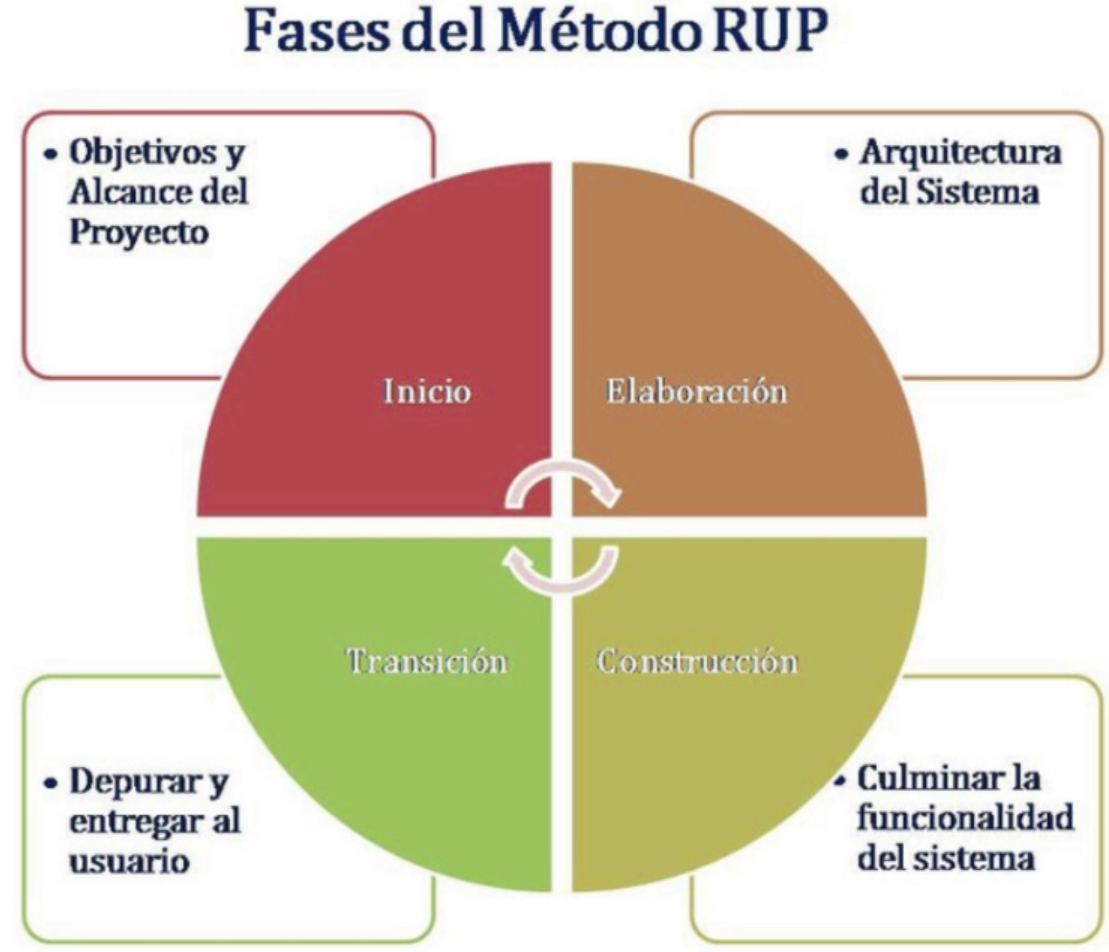 Fases del Método RUP
• Objetivos y
Alcance del
Proyecto
• Arquitectura
del Sistema
Inicio
Elaboración
Transición
Construcción
• Depurar y
entregar al
usuario
• Culminar la
funcionalidad
del sistema